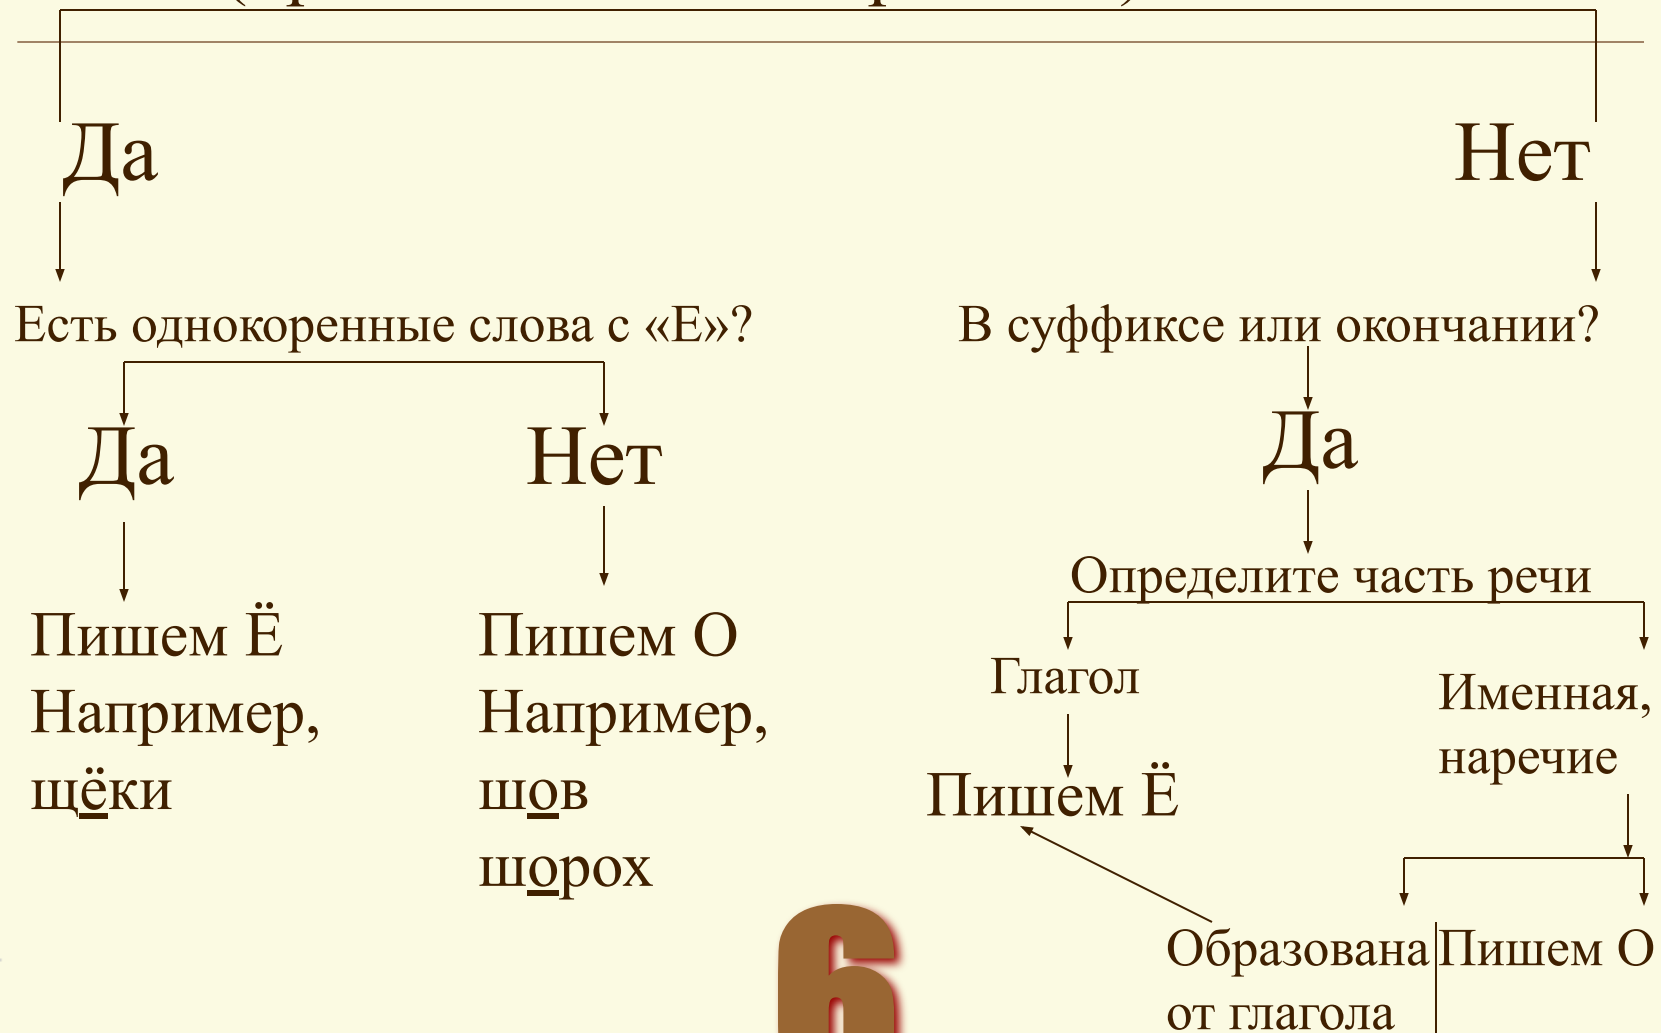 Да
Нет
Есть однокоренные слова с «Е»?
В суффиксе или окончании?
Да
Нет
Да
Определите часть речи
Пишем Ё
Например,
щёки
Пишем О
Например,
шов
шорох
Глагол
Именная,
наречие
Пишем Ё
Образована
от глагола
Пишем О
6